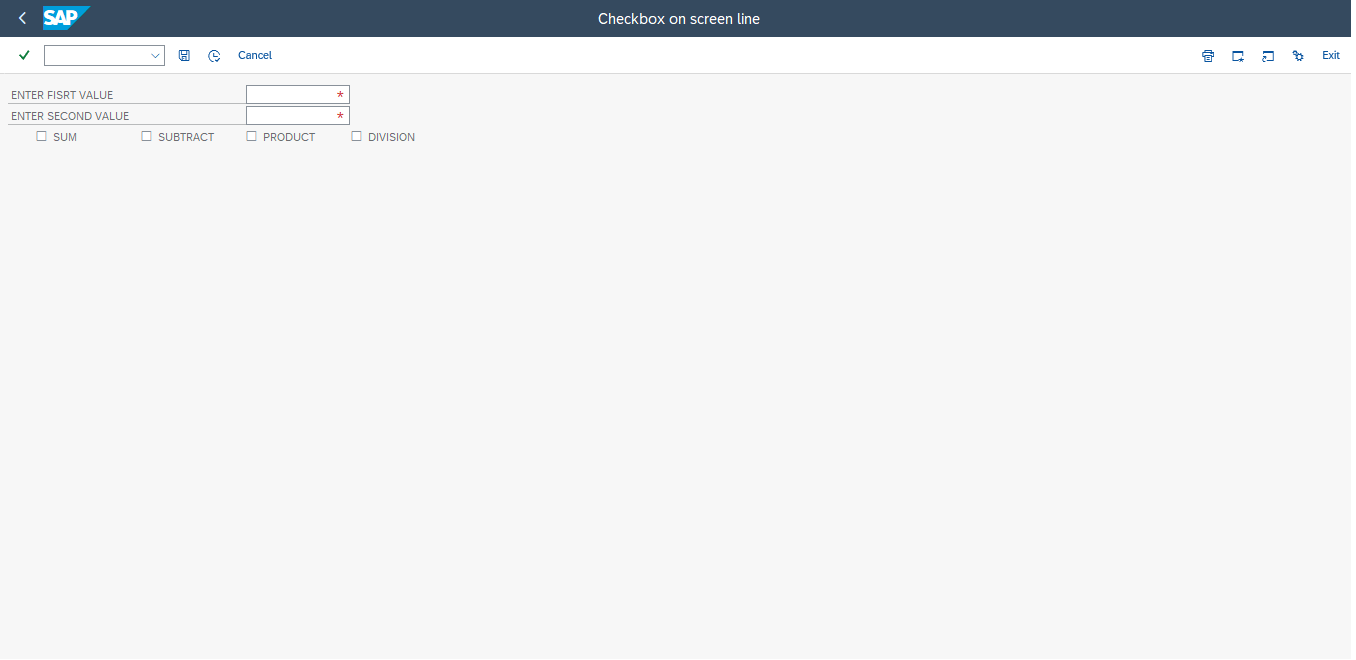 SAP
Checkbox on screen line
Cancel
Exit
ENTER FISRT VALUE *
ENTER SECOND VALUE *
SUM SUBTRACT PRODUCT DIVISION